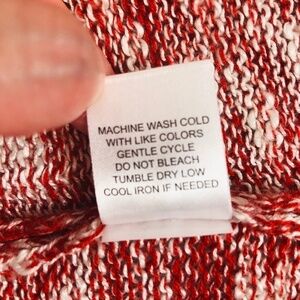 MACHINE WASH COLD
WITH LIKE COLORS
GENTLE CYCLE
DO NOT BLEACH
TUMBLE DRY LOW
COOL IRON IF NEEDED